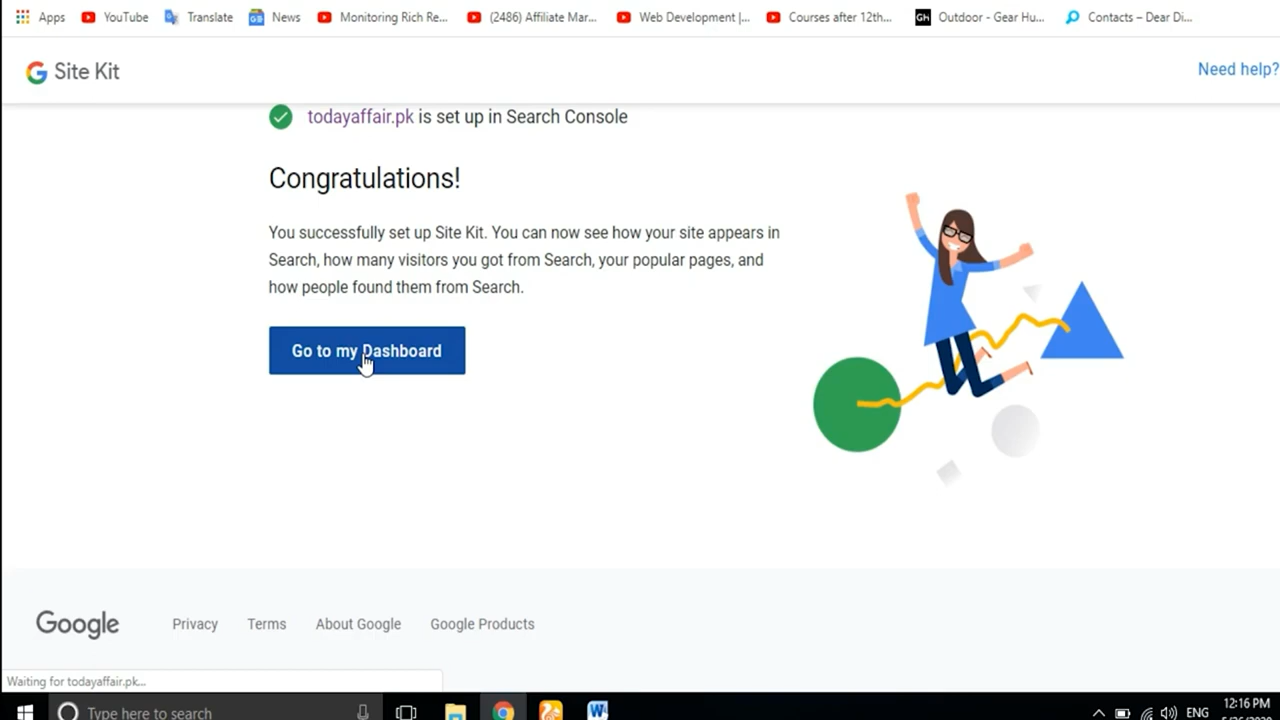 Apps YouTube Translate News Monitoring Rich Re... (2486) Affiliate Mar... Web Development |... Courses after 12th... Outdoor - Gear Hu... Contacts – Dear Di...
G Site Kit Need help?
todayaffair.pk is set up in Search Console
Congratulations!
You successfully set up Site Kit. You can now see how your site appears in
Search, how many visitors you got from Search, your popular pages, and
how people found them from Search.
Go to my Dashboard
Google Privacy Terms About Google Google Products
Waiting for todayaffair.pk...
12:16 PM
Type here to search ENG